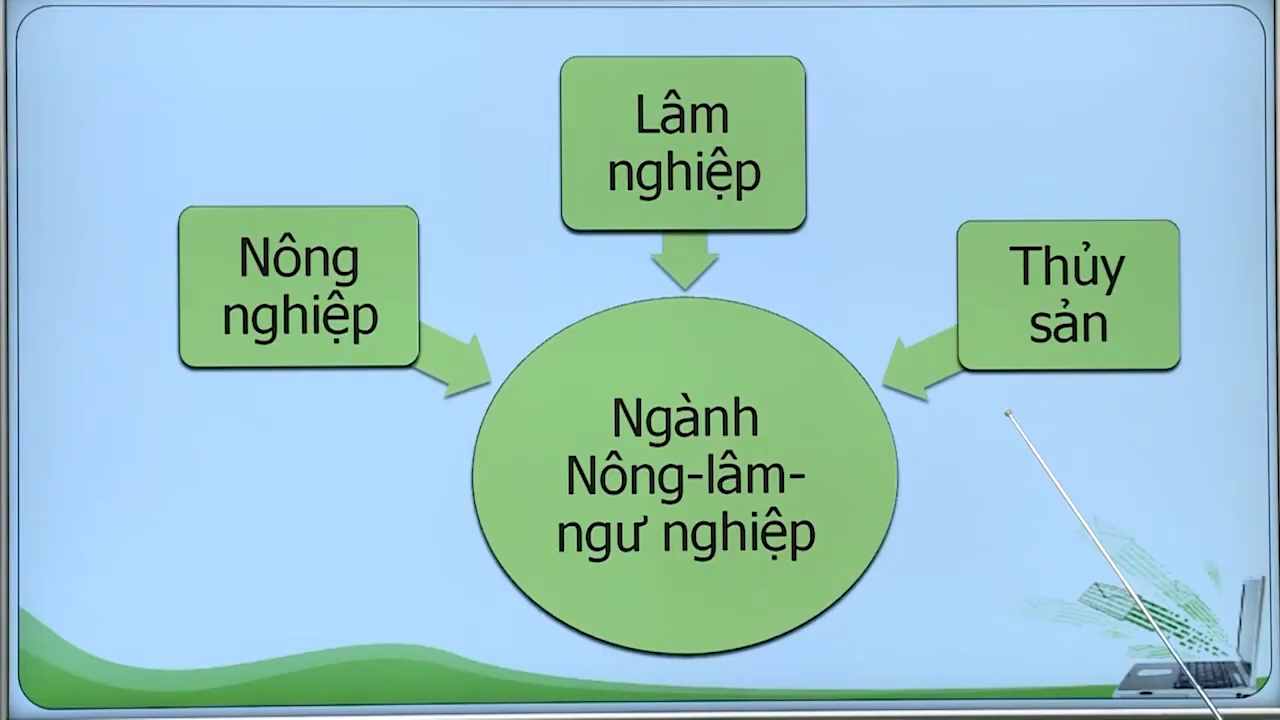 Lâm
nghiệp
Nông
nghiệp
Thủy
sản
Ngành
Nông-lâm-
ngư nghiệp